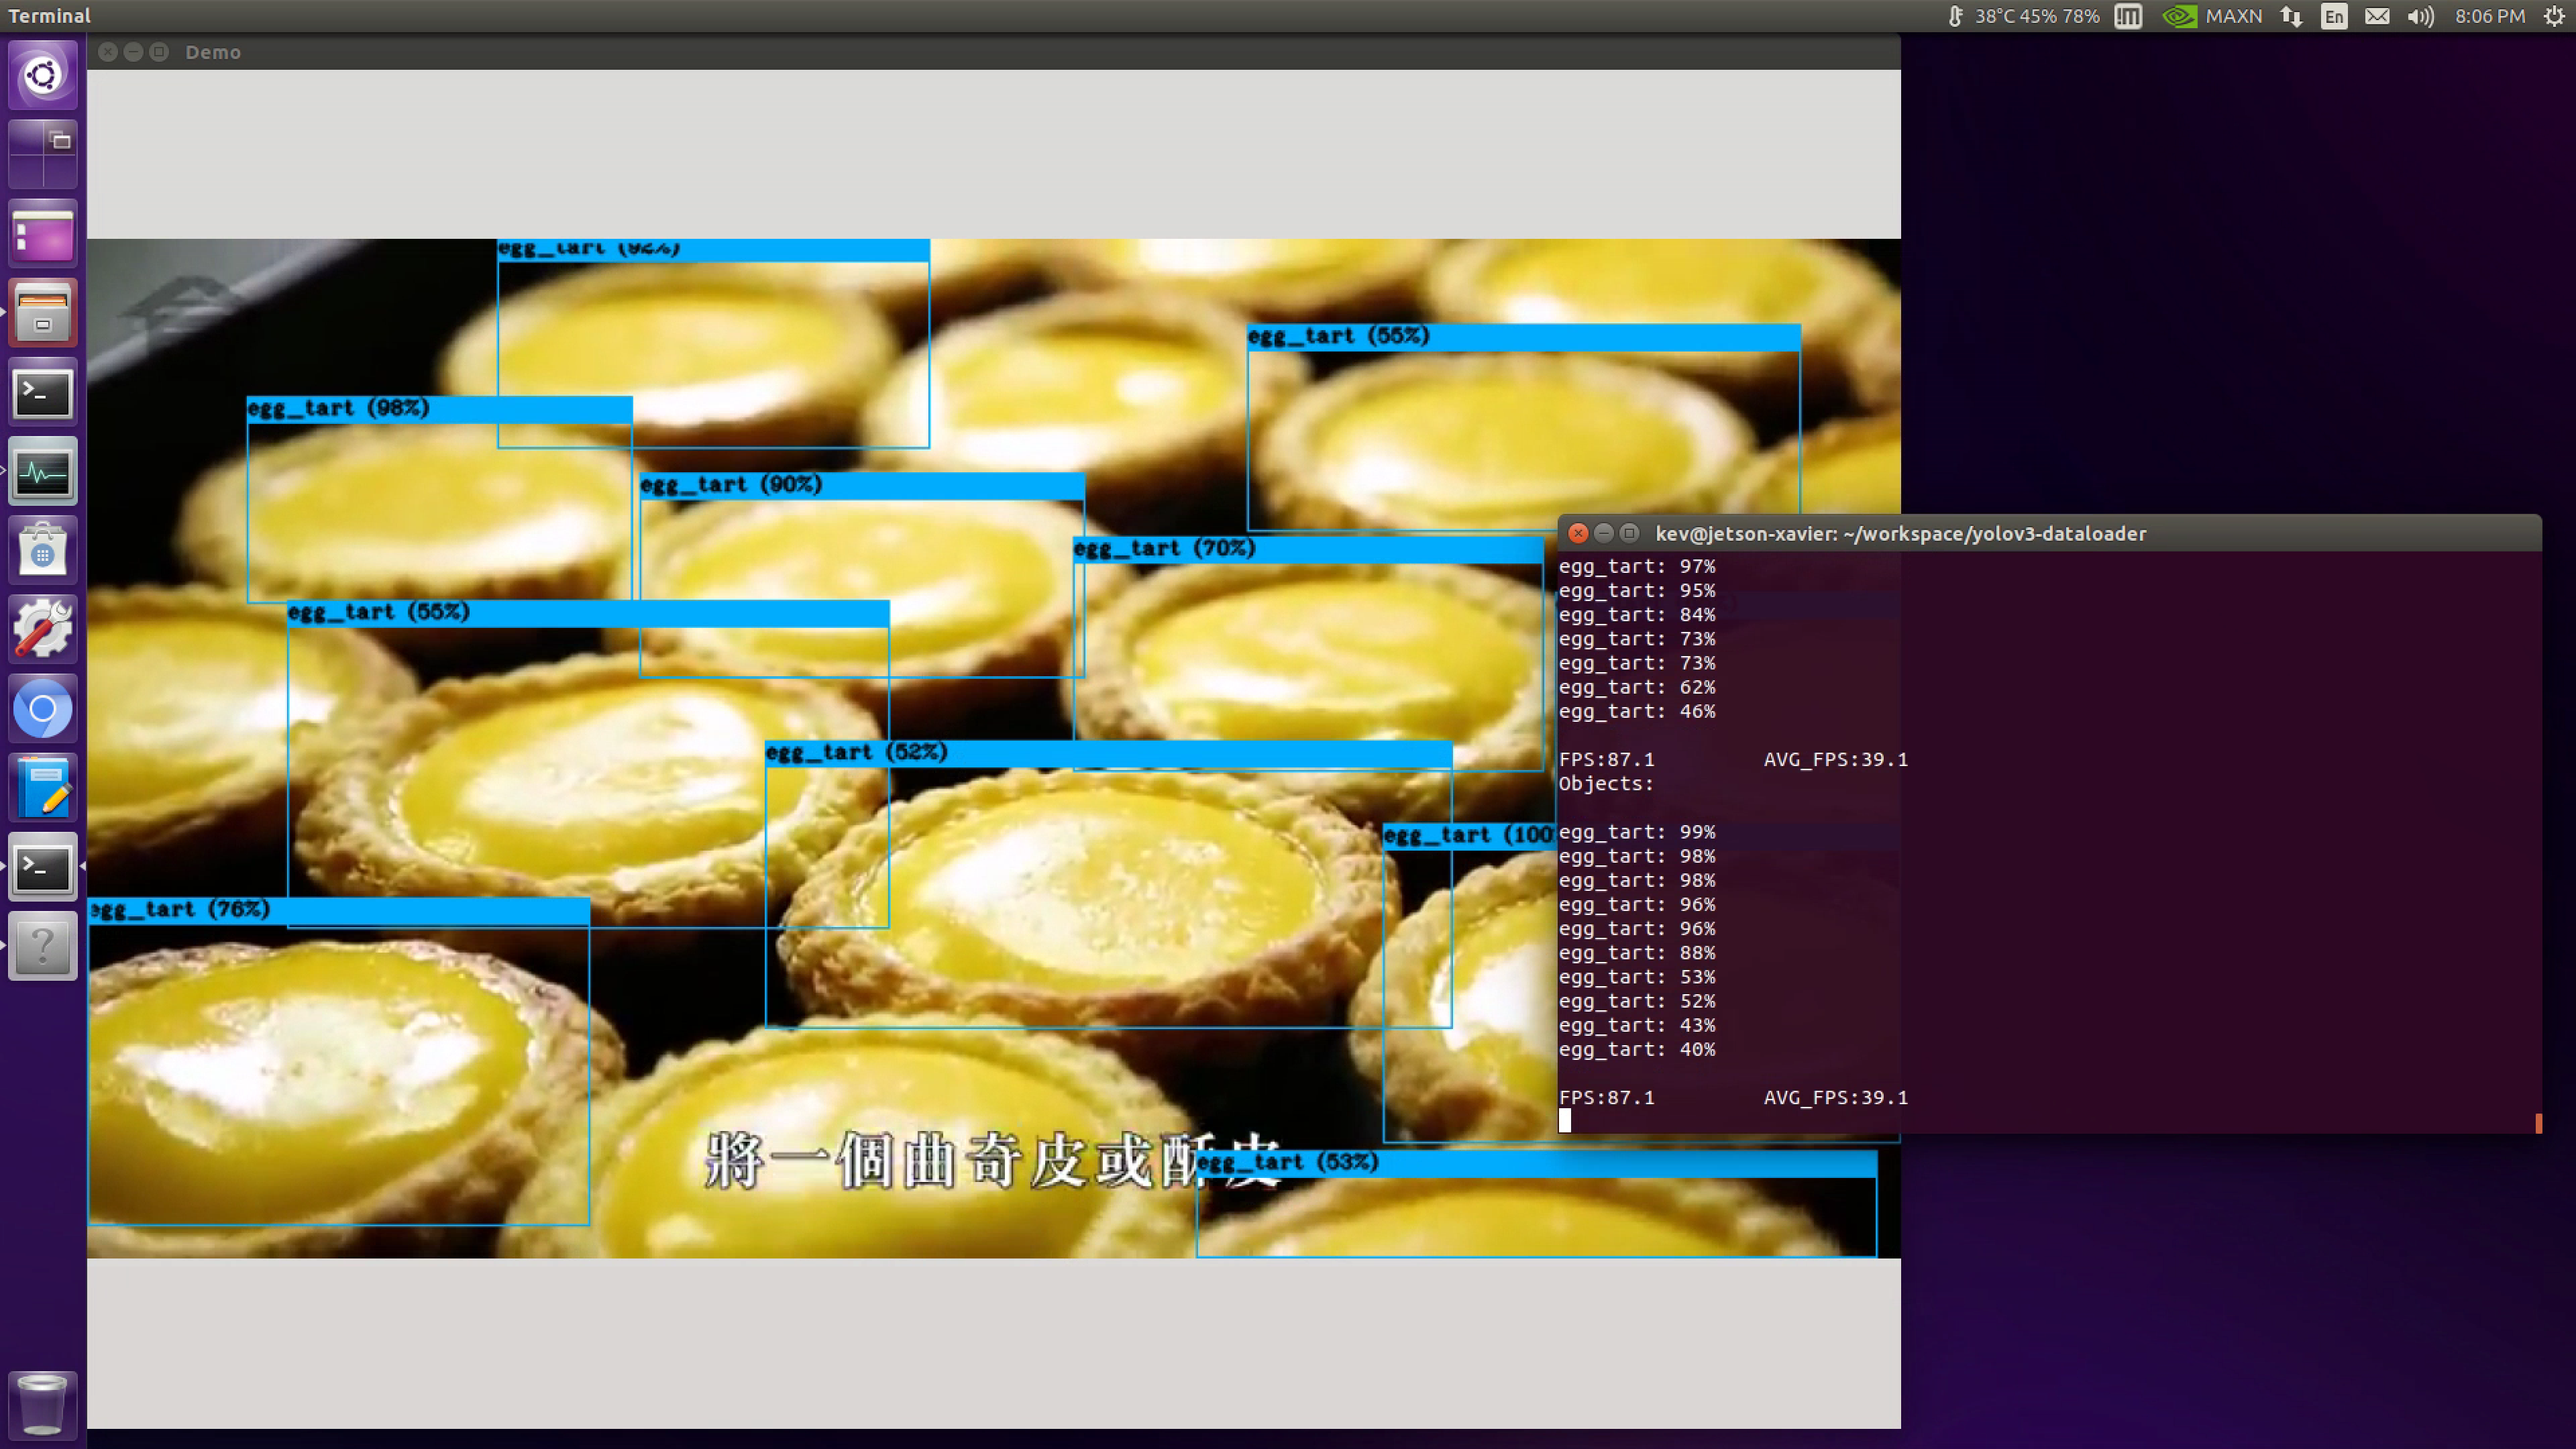 Terminal
38°C 45% 78%
MAXN
En
8:06 PM
Demo
egg_tart (92%)
egg_tart (55%)
egg_tart (98%)
egg_tart (90%)
egg_tart (70%)
egg_tart (55%)
egg_tart (52%)
egg_tart (100
egg_tart (76%)
egg_tart (53%)
將一個曲奇皮或酥皮
kev@jetson-xavier: ~/workspace/yolov3-dataloader
egg_tart: 97%
egg_tart: 95%
egg_tart: 84%
egg_tart: 73%
egg_tart: 73%
egg_tart: 62%
egg_tart: 46%
FPS:87.1 AVG_FPS:39.1
Objects:
egg_tart: 99%
egg_tart: 98%
egg_tart: 98%
egg_tart: 96%
egg_tart: 96%
egg_tart: 88%
egg_tart: 53%
egg_tart: 52%
egg_tart: 43%
egg_tart: 40%
FPS:87.1 AVG_FPS:39.1